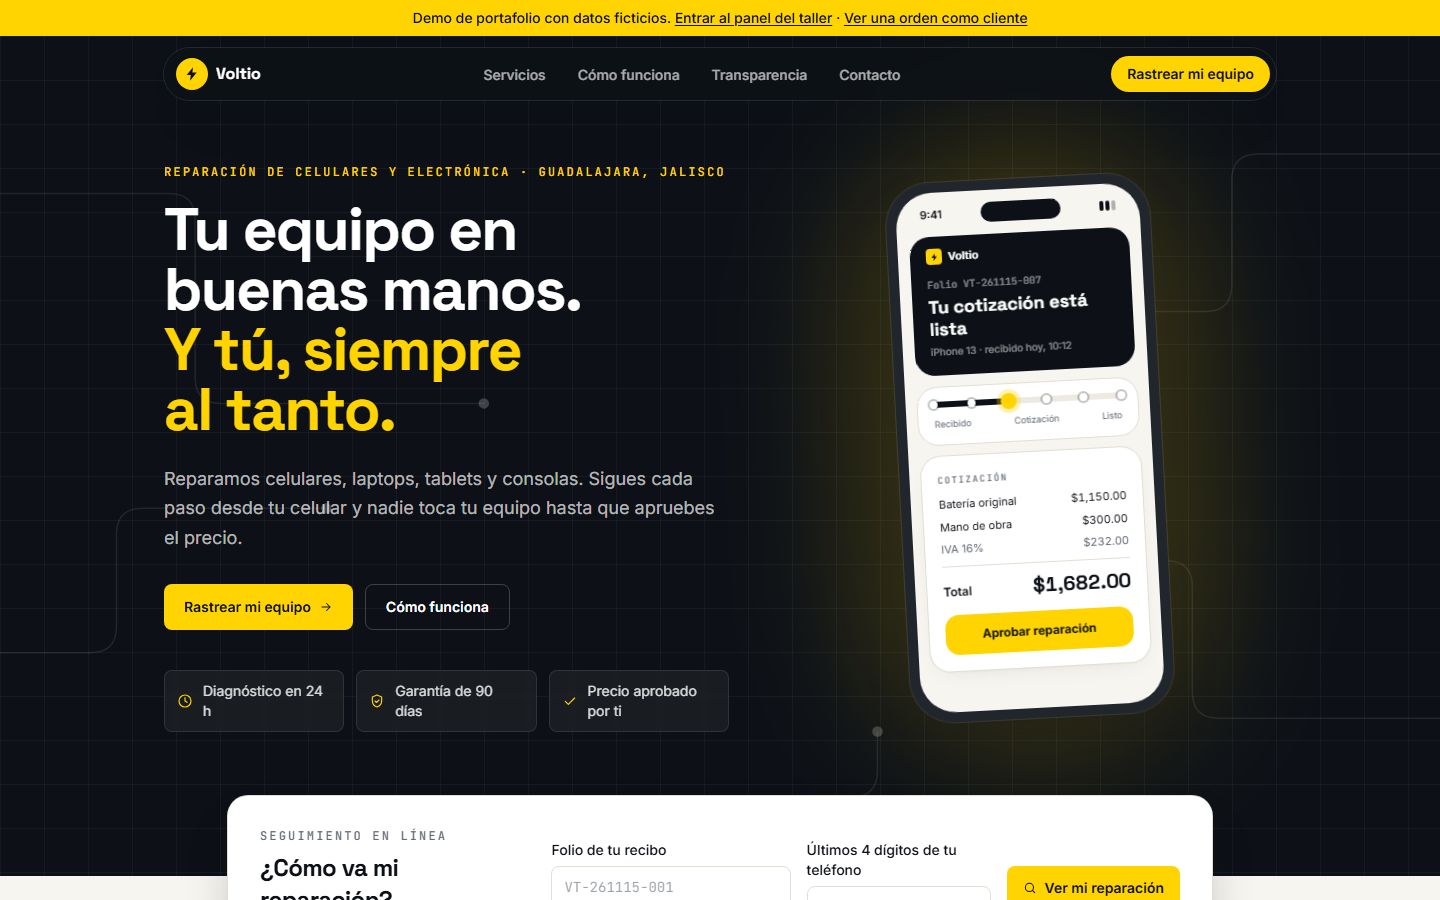 Demo de portafolio con datos ficticios. Entrar al panel del taller · Ver una orden como cliente
Voltio
Servicios
Cómo funciona
Transparencia
Contacto
Rastrear mi equipo
REPARACIÓN DE CELULARES Y ELECTRÓNICA · GUADALAJARA, JALISCO
Tu equipo en
buenas manos.
Y tú, siempre
al tanto.
Reparamos celulares, laptops, tablets y consolas. Sigues cada
paso desde tu celular y nadie toca tu equipo hasta que apruebes
el precio.
Rastrear mi equipo →
Cómo funciona
Diagnóstico en 24
h
Garantía de 90
días
Precio aprobado
por ti
9:41
Voltio
Folio VT-261115-007
Tu cotización está
lista
iPhone 13 · recibido hoy, 10:12
Recibido
Cotización
Listo
COTIZACIÓN
Batería original $1,150.00
Mano de obra $300.00
IVA 16% $232.00
Total $1,682.00
Aprobar reparación
SEGUIMIENTO EN LÍNEA
¿Cómo va mi
reparación?
Folio de tu recibo
VT-261115-001
Últimos 4 dígitos de tu
teléfono
Ver mi reparación